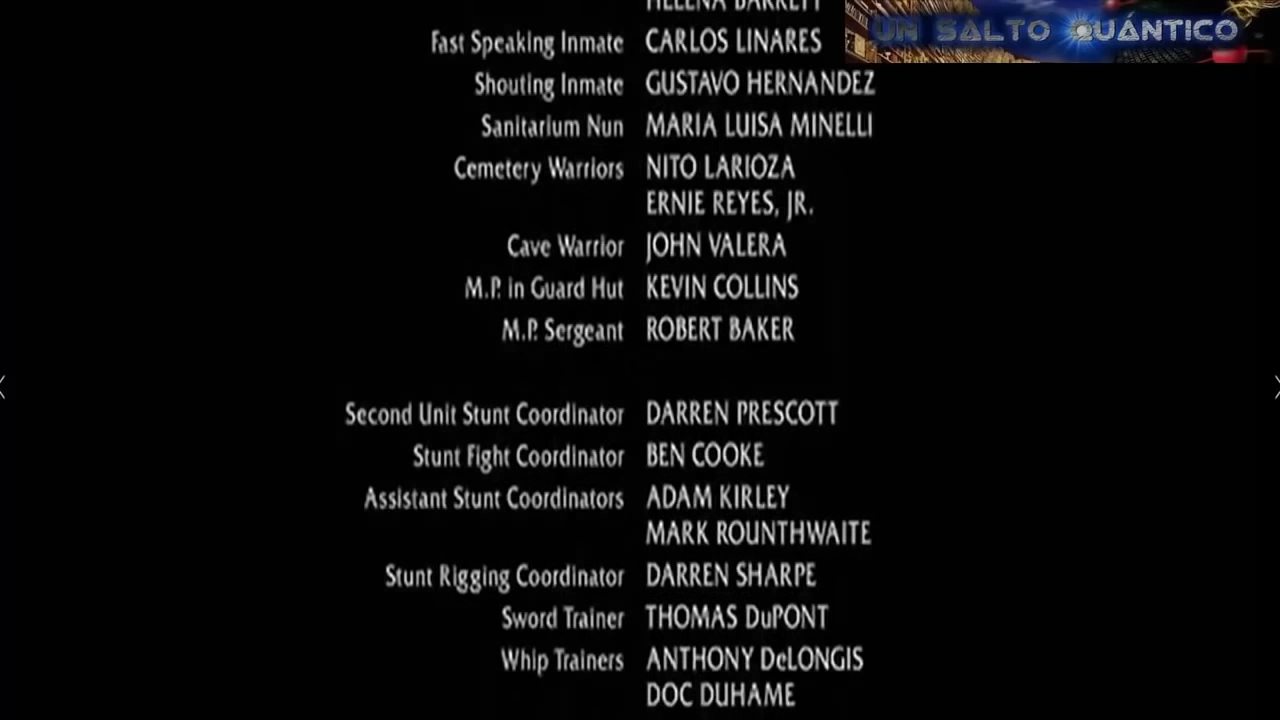 HELENA BARRETT
UN SALTO QUÁNTICO
Fast Speaking Inmate CARLOS LINARES
Shouting Inmate GUSTAVO HERNANDEZ
Sanitarium Nun MARIA LUISA MINELLI
Cemetery Warriors NITO LARIOZA
ERNIE REYES, JR.
Cave Warrior JOHN VALERA
M.P. in Guard Hut KEVIN COLLINS
M.P. Sergeant ROBERT BAKER
Second Unit Stunt Coordinator DARREN PRESCOTT
Stunt Fight Coordinator BEN COOKE
Assistant Stunt Coordinators ADAM KIRLEY
MARK ROUNTHWAITE
Stunt Rigging Coordinator DARREN SHARPE
Sword Trainer THOMAS DuPONT
Whip Trainers ANTHONY DeLONGIS
DOC DUHAME